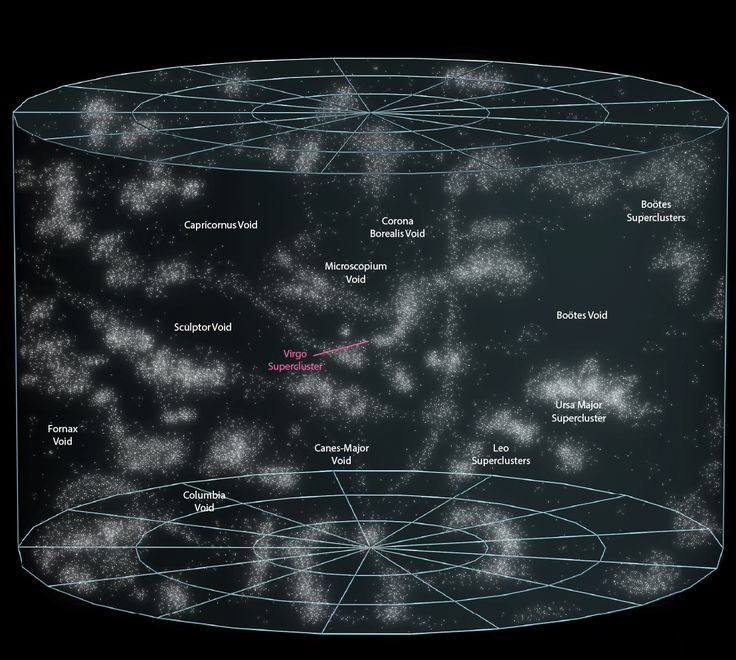 Boötes
Superclusters
Capricornus Void
Corona
Borealis Void
Microscopium
Void
Boötes Void
Sculptor Void
Virgo
Supercluster
Ursa Major
Supercluster
Fornax
Void
Canes-Major
Void
Leo
Superclusters
Columbia
Void